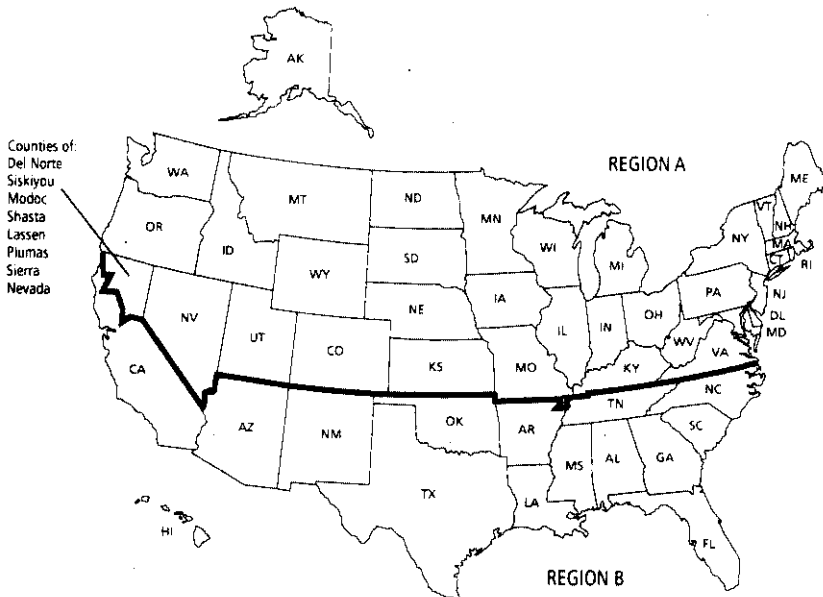 AK
Counties of:
Del Norte
Siskiyou
Modoc
Shasta
Lassen
Plumas
Sierra
Nevada
REGION A
WA
MT
ND
MN
ME
VT
NH
OR
ID
WY
SD
WI
MI
NY
MA
CT
RI
NV
UT
CO
NE
IA
IL
IN
OH
PA
NJ
DL
MD
WV
VA
CA
KS
MO
KY
AZ
NM
OK
AR
TN
NC
SC
TX
LA
MS
AL
GA
FL
HI
REGION B